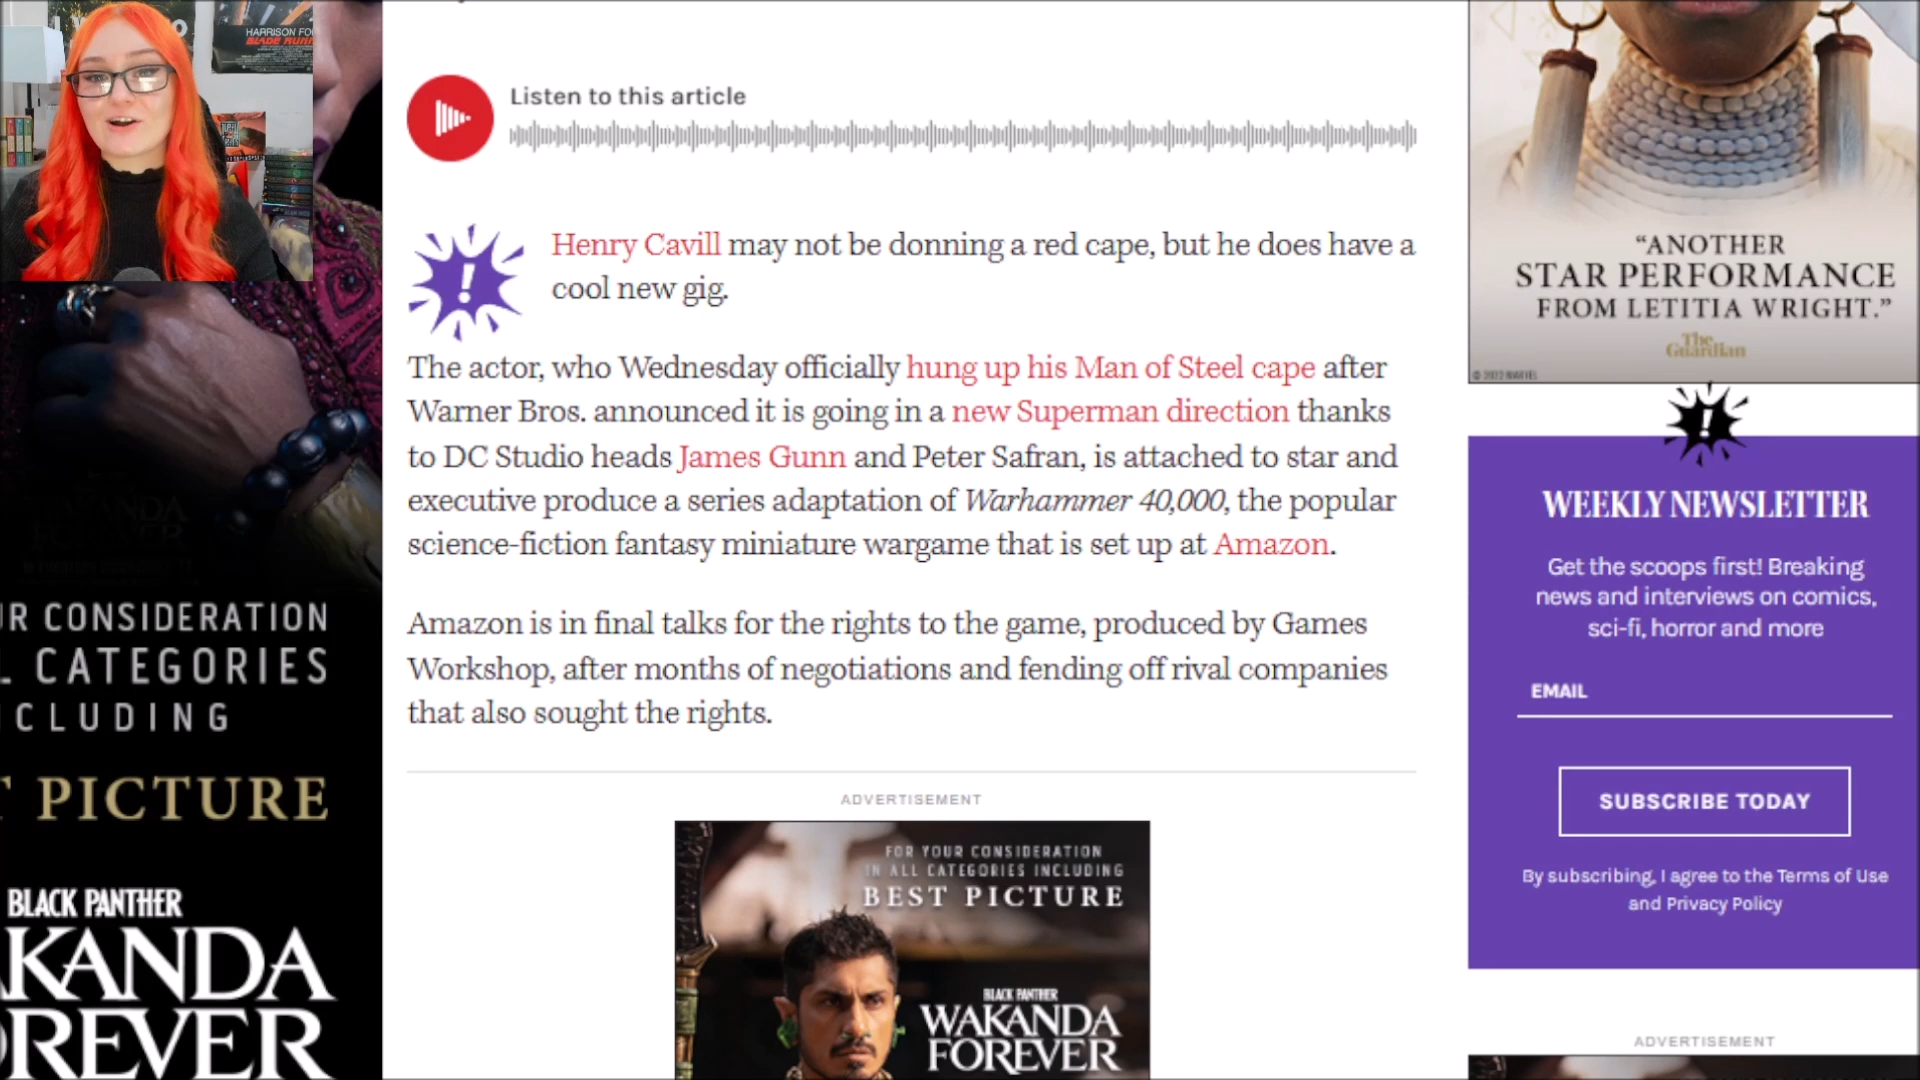 HARRISON FO
BLADE RUN
Listen to this article
Henry Cavill may not be donning a red cape, but he does have a
cool new gig.
The actor, who Wednesday officially hung up his Man of Steel cape after
Warner Bros. announced it is going in a new Superman direction thanks
to DC Studio heads James Gunn and Peter Safran, is attached to star and
executive produce a series adaptation of Warhammer 40,000, the popular
science-fiction fantasy miniature wargame that is set up at Amazon.
Amazon is in final talks for the rights to the game, produced by Games
Workshop, after months of negotiations and fending off rival companies
that also sought the rights.
ADVERTISEMENT
FOR YOUR CONSIDERATION
IN ALL CATEGORIES INCLUDING
BEST PICTURE
BLACK PANTHER
WAKANDA
FOREVER
UR CONSIDERATION
L CATEGORIES
CLUDING
T PICTURE
BLACK PANTHER
AKANDA
OREVER
“ANOTHER
STAR PERFORMANCE
FROM LETITIA WRIGHT.”
The
Guardian
© 2022 MARVEL
WEEKLY NEWSLETTER
Get the scoops first! Breaking
news and interviews on comics,
sci-fi, horror and more
EMAIL
SUBSCRIBE TODAY
By subscribing, I agree to the Terms of Use
and Privacy Policy
ADVERTISEMENT